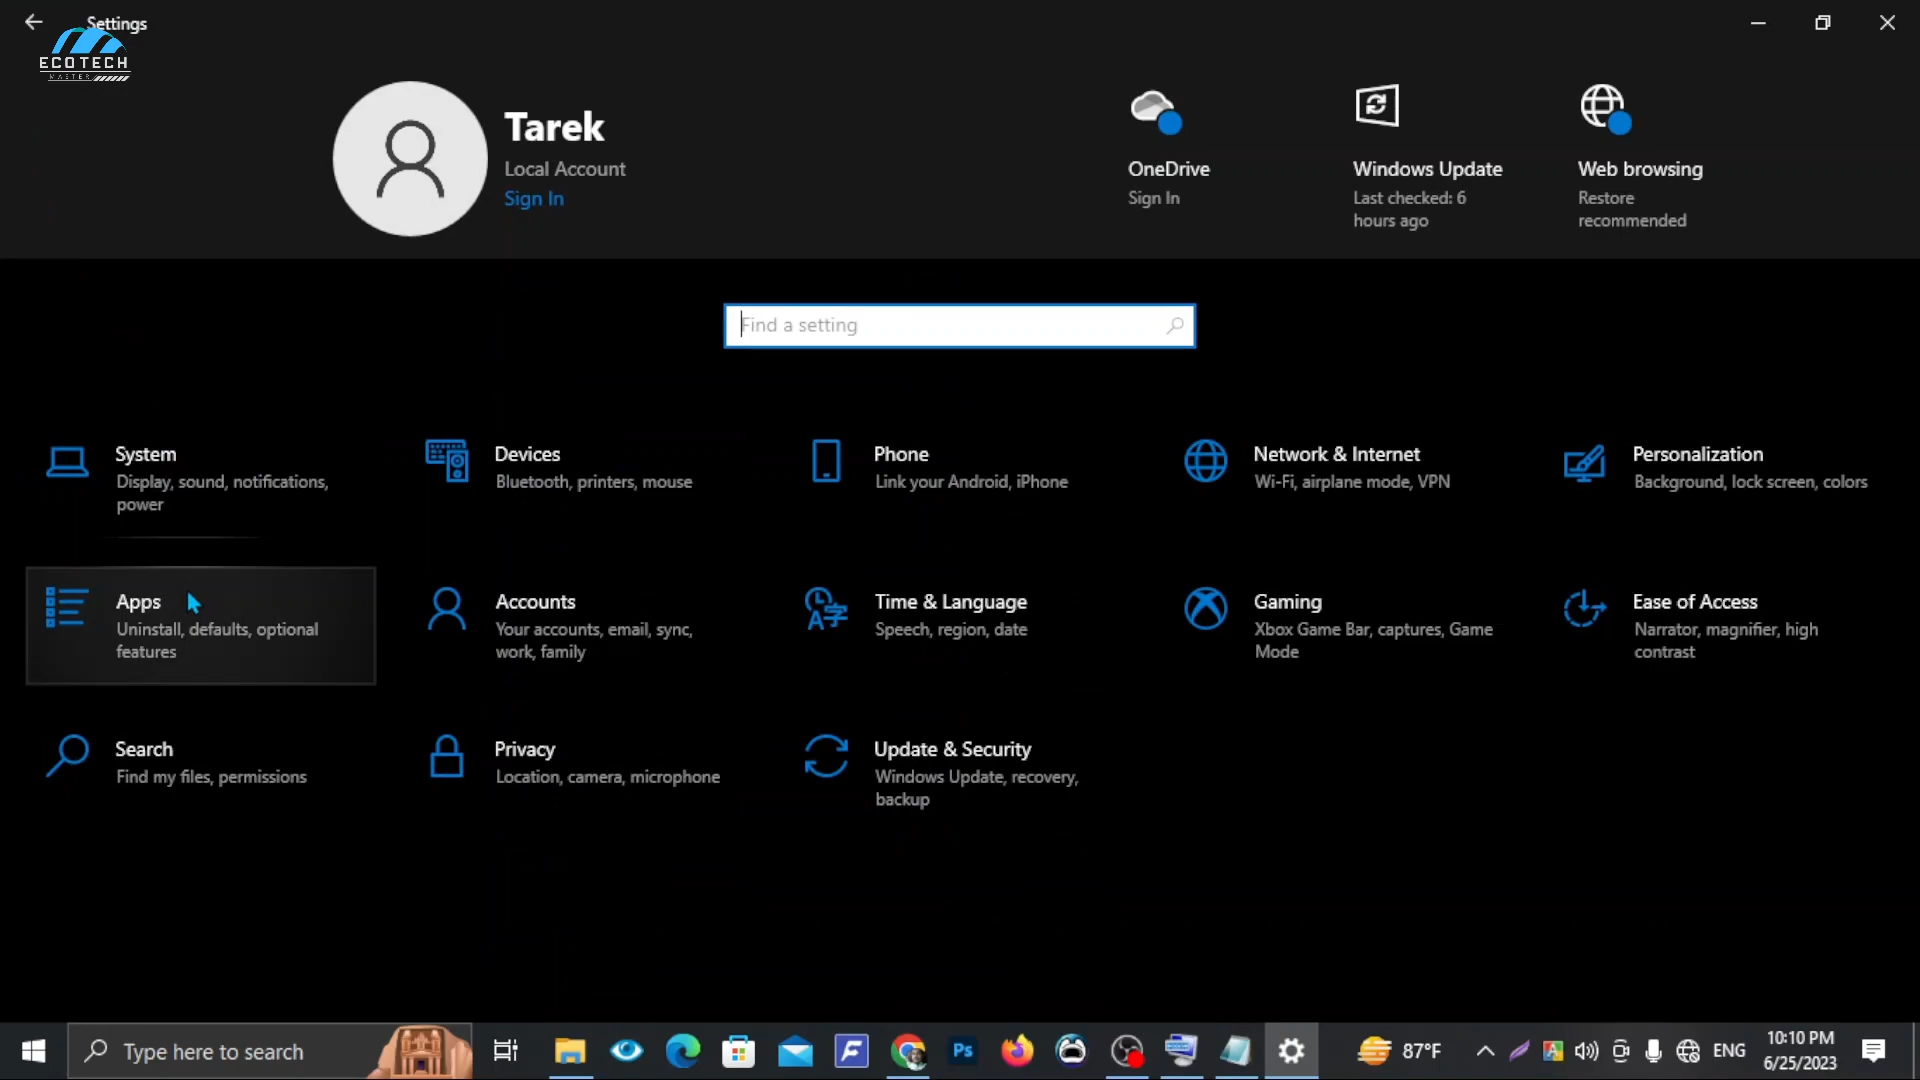 Settings
ECOTECH
MASTER
Tarek
Local Account
Sign In
OneDrive
Sign In
Windows Update
Last checked: 6
hours ago
Web browsing
Restore
recommended
Find a setting
System
Display, sound, notifications,
power
Devices
Bluetooth, printers, mouse
Phone
Link your Android, iPhone
Network & Internet
Wi-Fi, airplane mode, VPN
Personalization
Background, lock screen, colors
Apps
Uninstall, defaults, optional
features
Accounts
Your accounts, email, sync,
work, family
Time & Language
Speech, region, date
Gaming
Xbox Game Bar, captures, Game
Mode
Ease of Access
Narrator, magnifier, high
contrast
Search
Find my files, permissions
Privacy
Location, camera, microphone
Update & Security
Windows Update, recovery,
backup
Type here to search
Ps
87°F
ENG
10:10 PM
6/25/2023